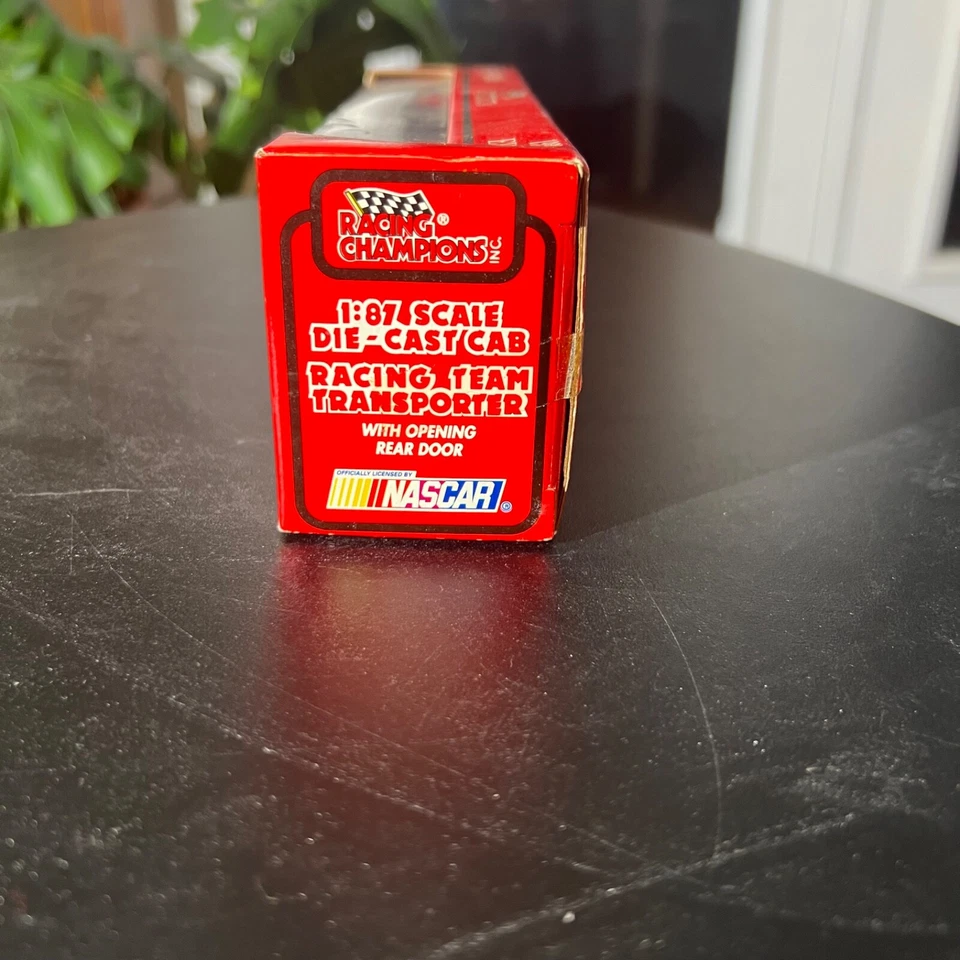 RACING®
CHAMPIONS INC
1:87 SCALE
DIE-CAST CAB
RACING TEAM
TRANSPORTER
WITH OPENING
REAR DOOR
OFFICIALLY LICENSED BY
NASCAR©